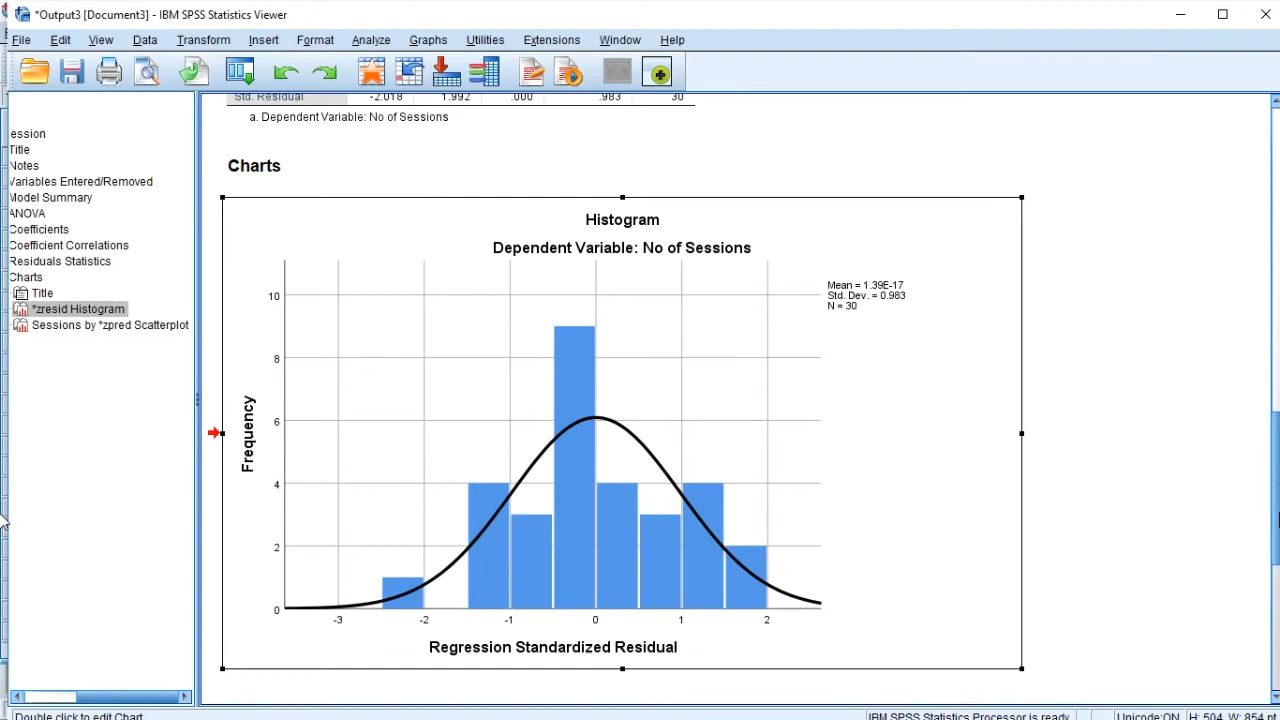 *Output3 [Document3] - IBM SPSS Statistics Viewer
File Edit View Data Transform Insert Format Analyze Graphs Utilities Extensions Window Help
ession
Title
Notes
Variables Entered/Removed
Model Summary
ANOVA
Coefficients
Coefficient Correlations
Residuals Statistics
Charts
Title
*zresid Histogram
Sessions by *zpred Scatterplot
Std. Residual -2.018 1.992 .000 .983 30
a. Dependent Variable: No of Sessions
Charts
Histogram
Dependent Variable: No of Sessions
Mean = 1.39E-17
Std. Dev. = 0.983
N = 30
10
8
6
4
2
0
Frequency
-3 -2 -1 0 1 2
Regression Standardized Residual
Double click to edit Chart
IBM SPSS Statistics Processor is ready
Unicode:ON
H: 504, W: 854 pt